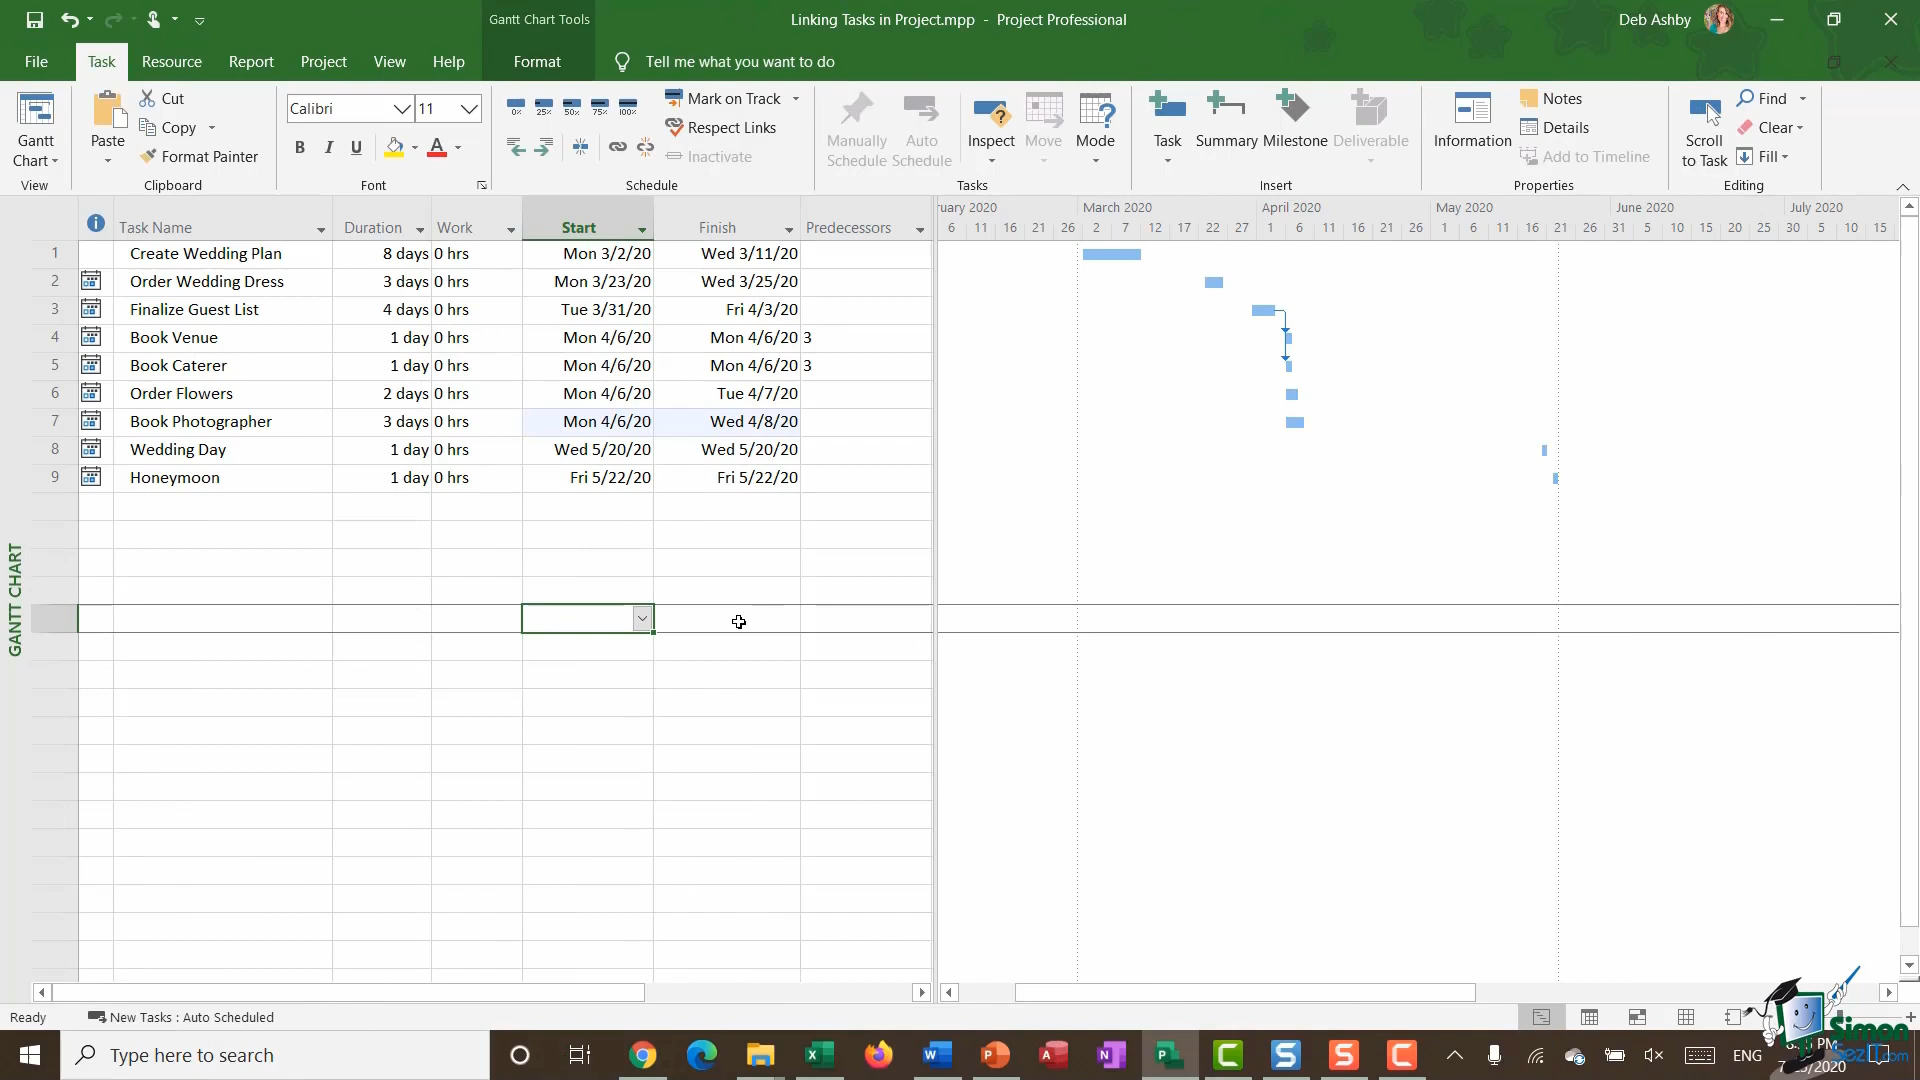 Gantt Chart Tools
Linking Tasks in Project.mpp - Project Professional
Deb Ashby
File Task Resource Report Project View Help Format Tell me what you want to do
Gantt Chart
View
Paste
Cut
Copy
Format Painter
Clipboard
Calibri 11
B I U A
Font
0% 25% 50% 75% 100%
Mark on Track
Respect Links
Inactivate
Schedule
Manually Schedule
Auto Schedule
Inspect
Move
Mode
Tasks
Task
Summary
Milestone
Deliverable
Insert
Information
Notes
Details
Add to Timeline
Properties
Scroll to Task
Find
Clear
Fill
Editing
Task Name Duration Work Start Finish Predecessors
1 Create Wedding Plan 8 days 0 hrs Mon 3/2/20 Wed 3/11/20
2 Order Wedding Dress 3 days 0 hrs Mon 3/23/20 Wed 3/25/20
3 Finalize Guest List 4 days 0 hrs Tue 3/31/20 Fri 4/3/20
4 Book Venue 1 day 0 hrs Mon 4/6/20 Mon 4/6/20 3
5 Book Caterer 1 day 0 hrs Mon 4/6/20 Mon 4/6/20 3
6 Order Flowers 2 days 0 hrs Mon 4/6/20 Tue 4/7/20
7 Book Photographer 3 days 0 hrs Mon 4/6/20 Wed 4/8/20
8 Wedding Day 1 day 0 hrs Wed 5/20/20 Wed 5/20/20
9 Honeymoon 1 day 0 hrs Fri 5/22/20 Fri 5/22/20
ruary 2020 March 2020 April 2020 May 2020 June 2020 July 2020
6 11 16 21 26 2 7 12 17 22 27 1 6 11 16 21 26 1 6 11 16 21 26 31 5 10 15 20 25 30 5 10 15
GANTT CHART
Ready New Tasks : Auto Scheduled
Type here to search
ENG
Simon SezIT.com